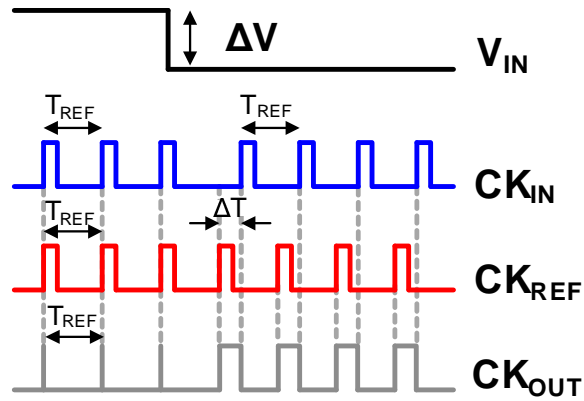 ΔV
V_IN
T_REF
T_REF
CK_IN
ΔT
T_REF
CK_REF
T_REF
CK_OUT